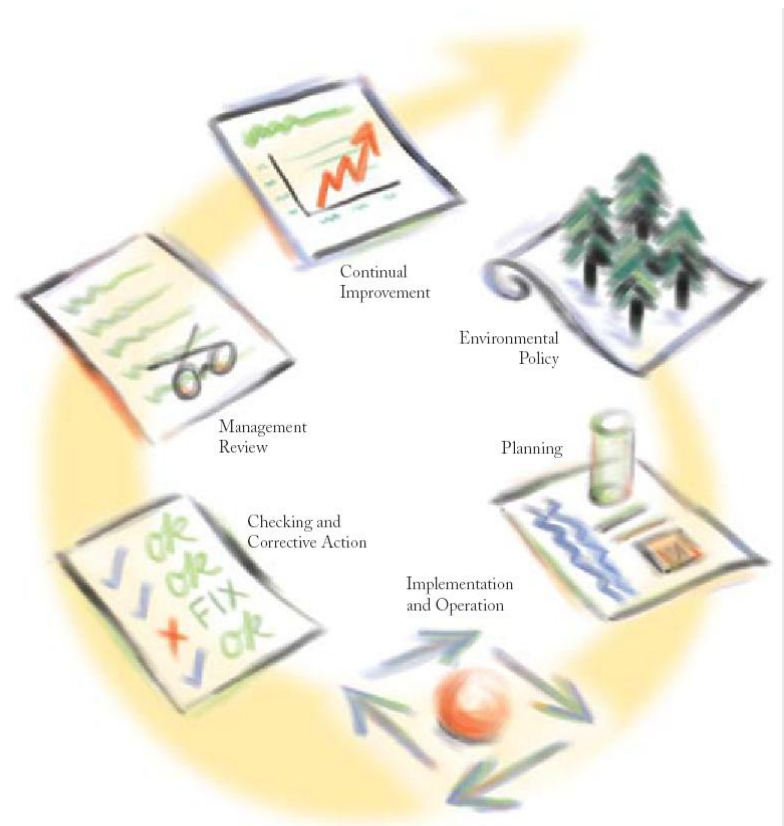 Continual
Improvement
Environmental
Policy
Management
Review
Planning
Checking and
Corrective Action
ok
ok
FIX
ok
Implementation
and Operation